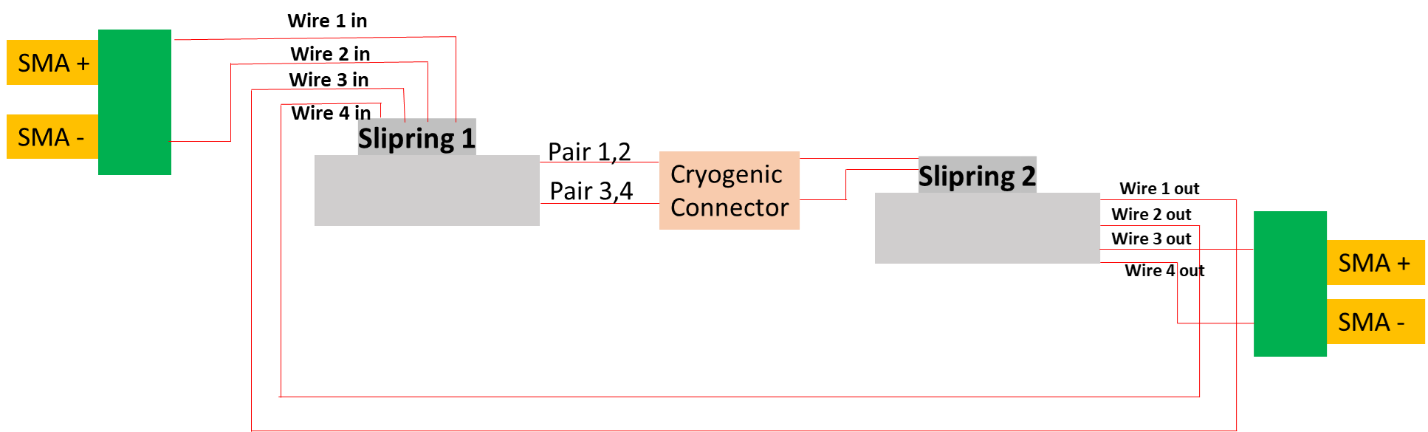 Wire 1 in
SMA +
Wire 2 in
Wire 3 in
Wire 4 in
SMA -
Slipring 1
Pair 1,2
Pair 3,4
Cryogenic
Connector
Slipring 2
Wire 1 out
Wire 2 out
Wire 3 out
Wire 4 out
SMA +
SMA -